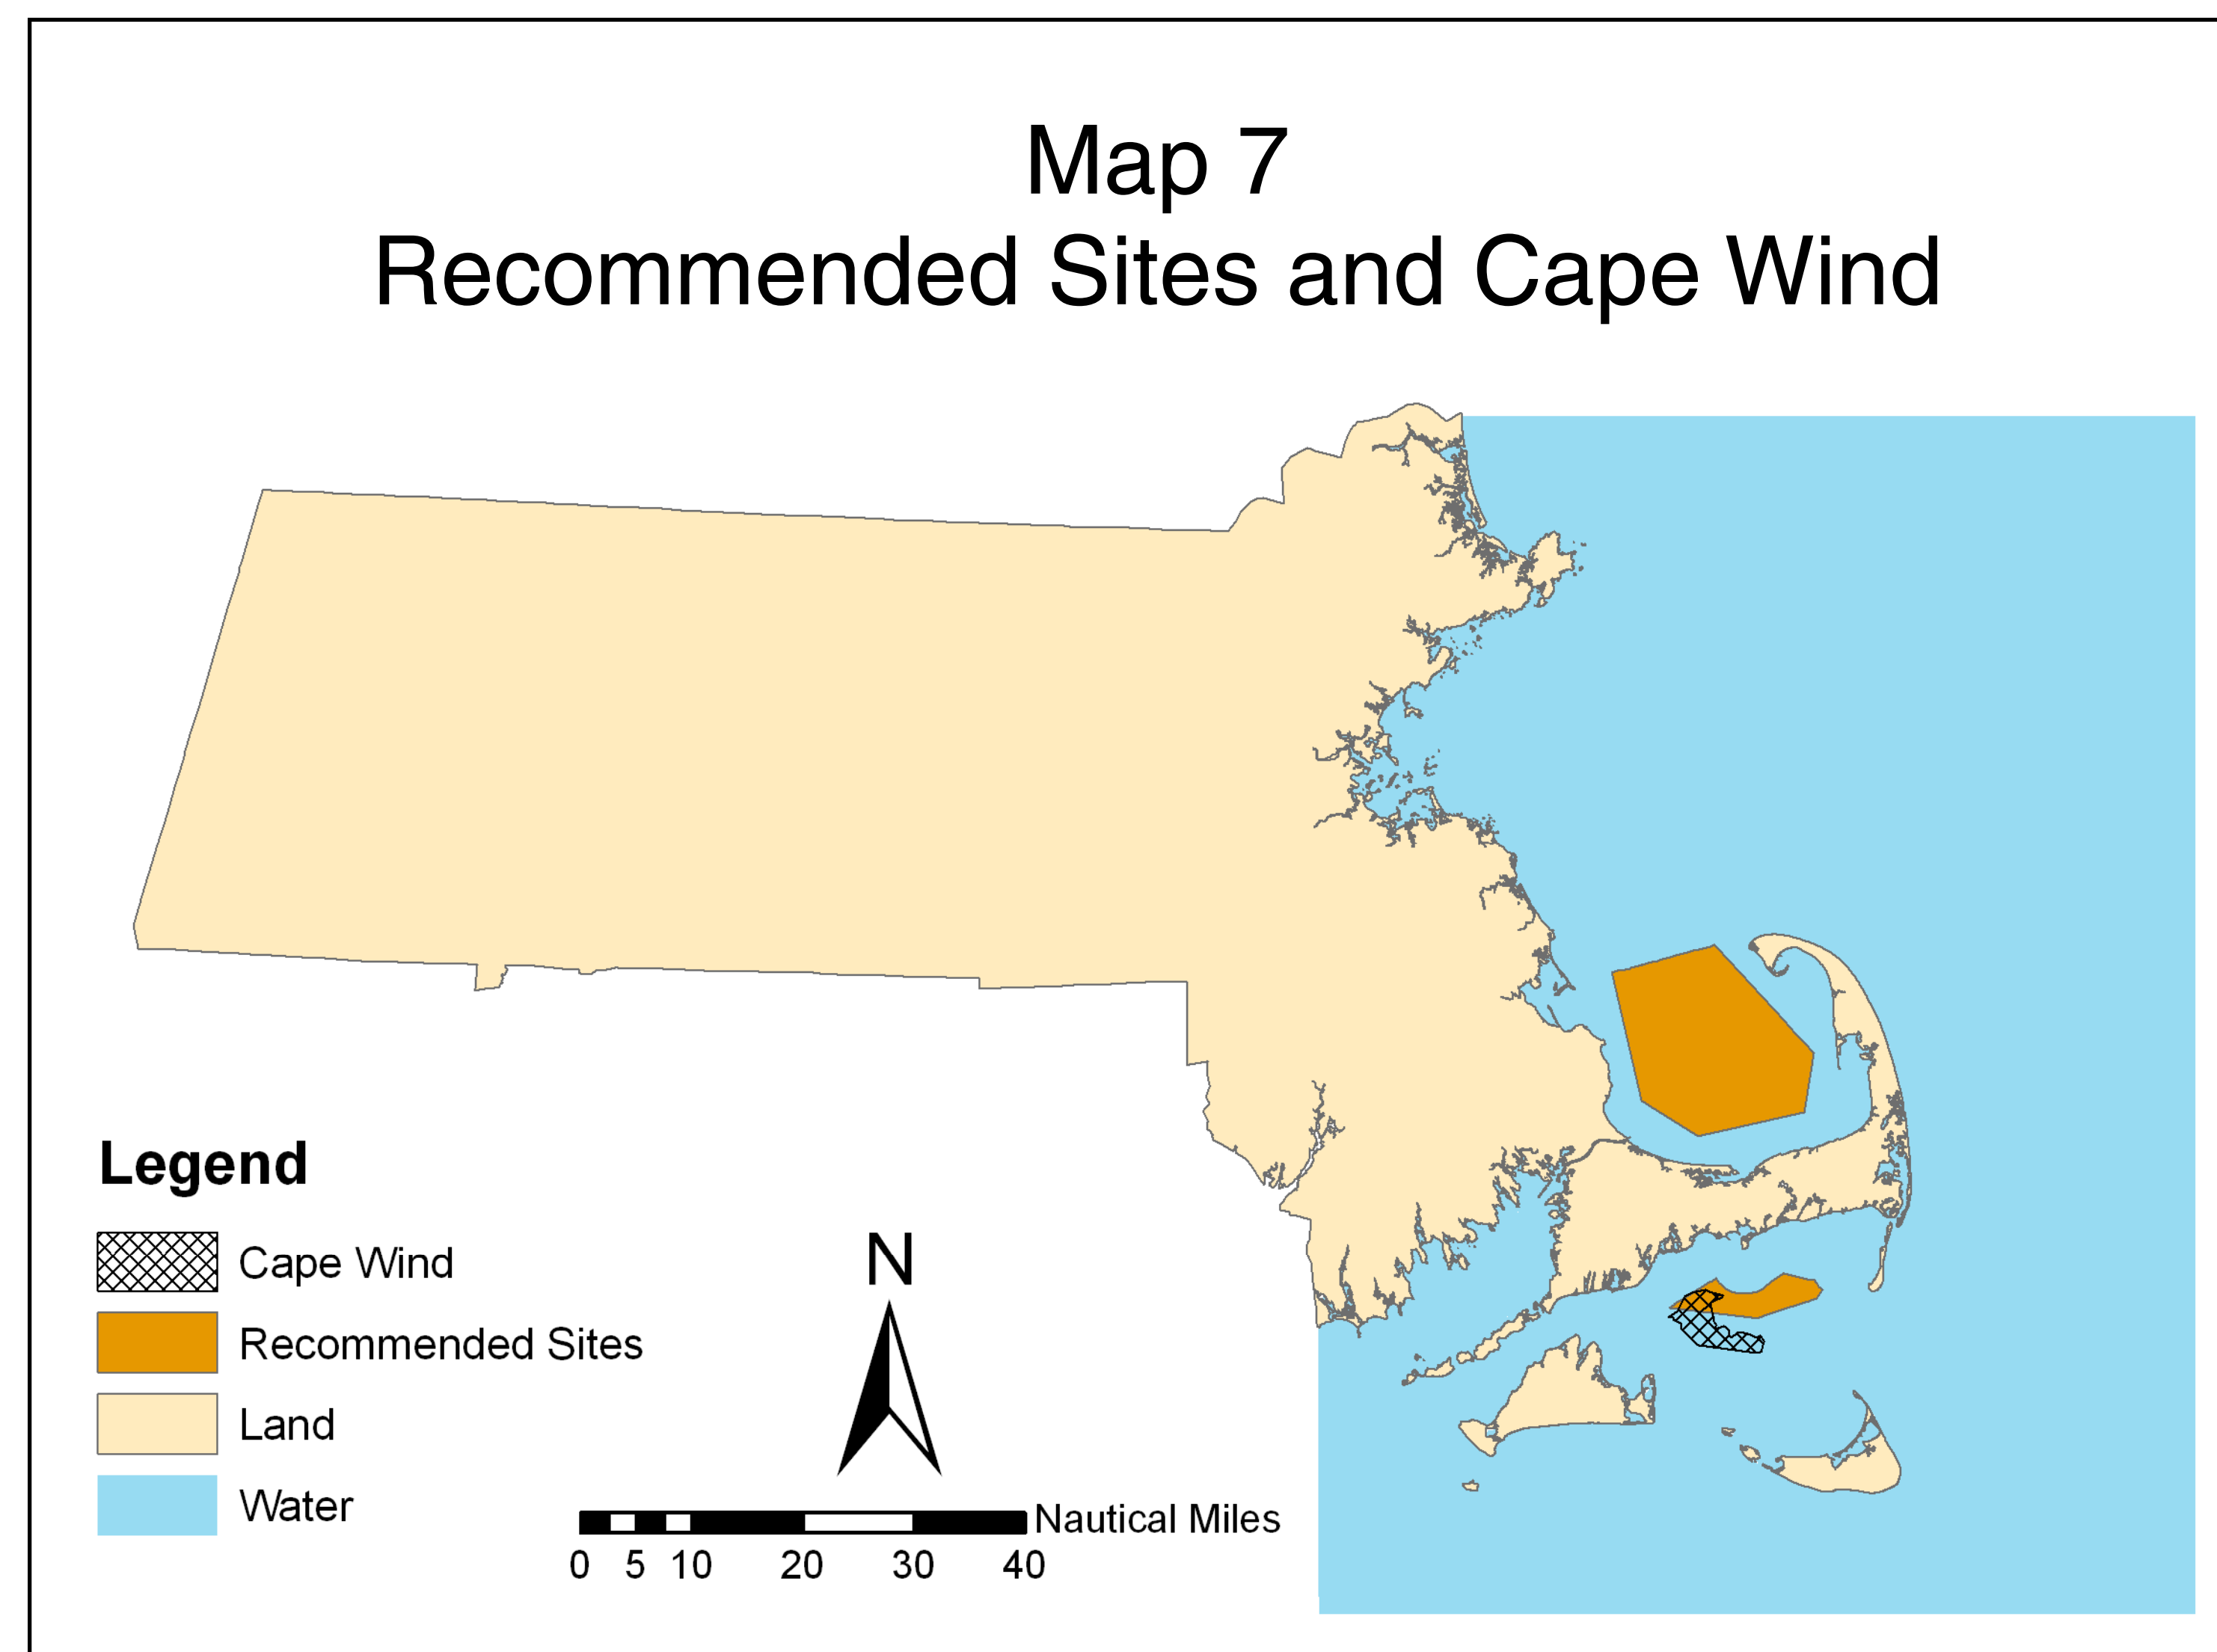 Map 7
Recommended Sites and Cape Wind
Legend
Cape Wind
Recommended Sites
Land
Water
N
Nautical Miles
0 5 10 20 30 40